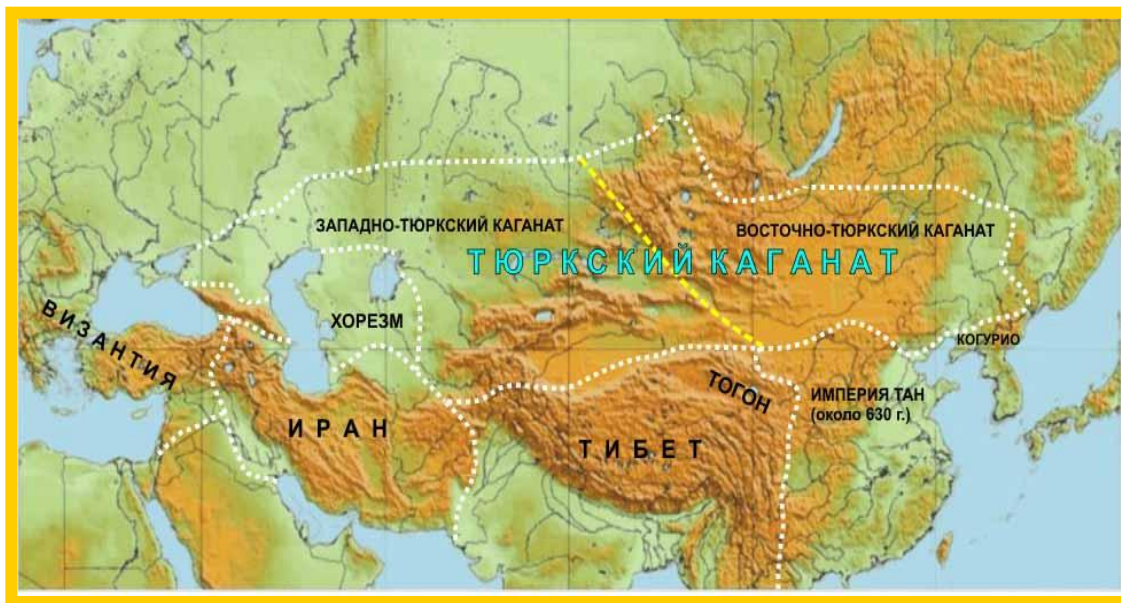 ЗАПАДНО-ТЮРКСКИЙ КАГАНАТ
ВОСТОЧНО-ТЮРКСКИЙ КАГАНАТ
ТЮРКСКИЙ КАГАНАТ
ВИЗАНТИЯ
ХОРЕЗМ
КОГУРИО
ТОГОН
ИМПЕРИЯ ТАН
(около 630 г.)
ИРАН
ТИБЕТ